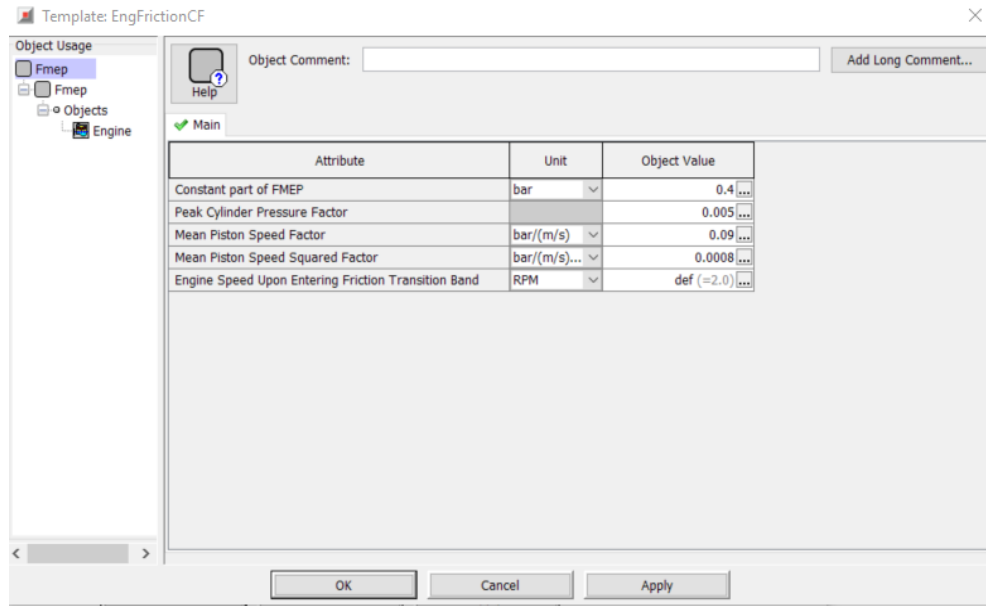 Template: EngFrictionCF
Object Usage
Fmep
Fmep
Objects
Engine
Help
Object Comment:
Add Long Comment...
Main
Attribute Unit Object Value
Constant part of FMEP bar 0.4 ...
Peak Cylinder Pressure Factor 0.005 ...
Mean Piston Speed Factor bar/(m/s) 0.09 ...
Mean Piston Speed Squared Factor bar/(m/s)... 0.0008 ...
Engine Speed Upon Entering Friction Transition Band RPM def (=2.0) ...
OK Cancel Apply